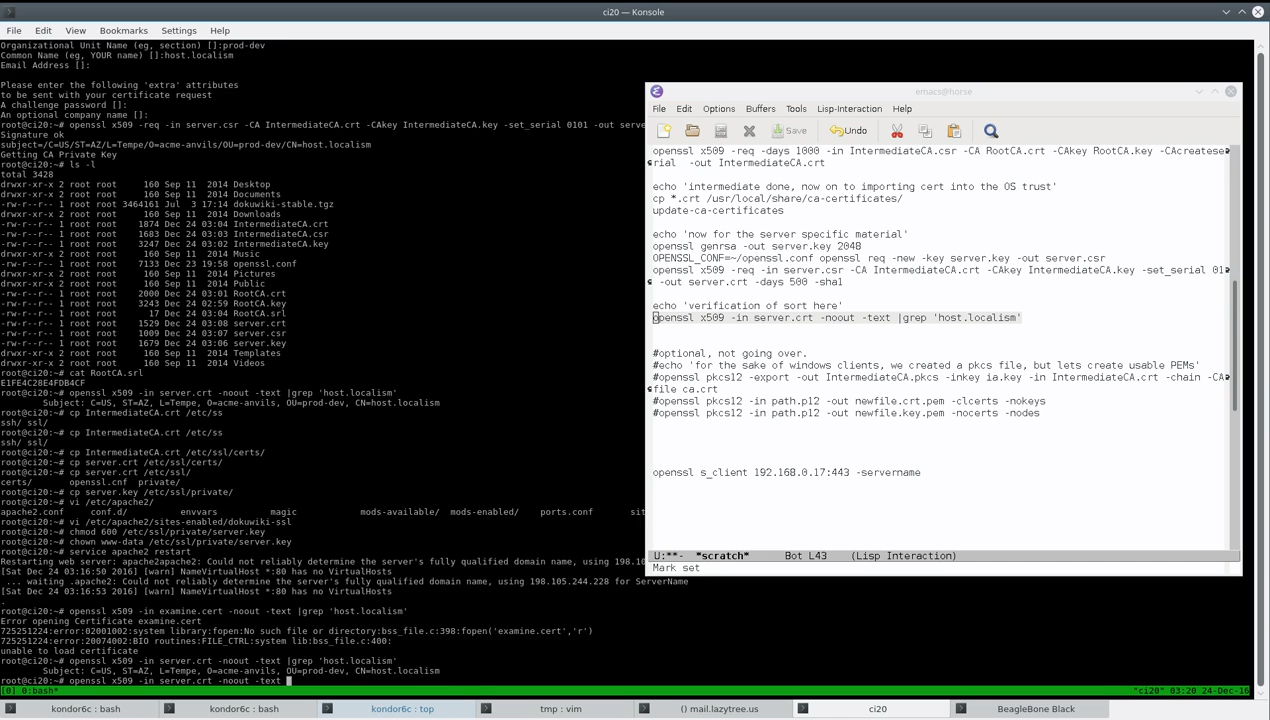 ci20 — Konsole
File Edit View Bookmarks Settings Help
Organizational Unit Name (eg, section) []:prod-dev
Common Name (eg, YOUR name) []:host.localism
Email Address []:
Please enter the following 'extra' attributes
to be sent with your certificate request
A challenge password []:
An optional company name []:
root@ci20:~# openssl x509 -req -in server.csr -CA IntermediateCA.crt -CAkey IntermediateCA.key -set_serial 0101 -out serve
Signature ok
subject=/C=US/ST=AZ/L=Tempe/O=acme-anvils/OU=prod-dev/CN=host.localism
Getting CA Private Key
root@ci20:~# ls -l
total 3428
drwxr-xr-x 2 root root     160 Sep 11  2014 Desktop
drwxr-xr-x 2 root root     160 Sep 11  2014 Documents
-rw-r--r-- 1 root root 3464161 Jul  3 17:14 dokuwiki-stable.tgz
drwxr-xr-x 2 root root     160 Sep 11  2014 Downloads
-rw-r--r-- 1 root root    1874 Dec 24 03:04 IntermediateCA.crt
-rw-r--r-- 1 root root    1683 Dec 24 03:03 IntermediateCA.csr
-rw-r--r-- 1 root root    3247 Dec 24 03:02 IntermediateCA.key
drwxr-xr-x 2 root root     160 Sep 11  2014 Music
-rw-r--r-- 1 root root    7133 Dec 23 19:58 openssl.conf
drwxr-xr-x 2 root root     160 Sep 11  2014 Pictures
drwxr-xr-x 2 root root     160 Sep 11  2014 Public
-rw-r--r-- 1 root root    2000 Dec 24 03:01 RootCA.crt
-rw-r--r-- 1 root root    3243 Dec 24 02:59 RootCA.key
-rw-r--r-- 1 root root      17 Dec 24 03:04 RootCA.srl
-rw-r--r-- 1 root root    1529 Dec 24 03:08 server.crt
-rw-r--r-- 1 root root    1009 Dec 24 03:07 server.csr
-rw-r--r-- 1 root root    1679 Dec 24 03:06 server.key
drwxr-xr-x 2 root root     160 Sep 11  2014 Templates
drwxr-xr-x 2 root root     160 Sep 11  2014 Videos
root@ci20:~# cat RootCA.srl
E1FE4C28E4FDB4CF
root@ci20:~# openssl x509 -in server.crt -noout -text |grep 'host.localism'
Subject: C=US, ST=AZ, L=Tempe, O=acme-anvils, OU=prod-dev, CN=host.localism
root@ci20:~# cp IntermediateCA.crt /etc/ss
ssh/ ssl/
root@ci20:~# cp IntermediateCA.crt /etc/ss
ssh/ ssl/
root@ci20:~# cp IntermediateCA.crt /etc/ssl/certs/
root@ci20:~# cp server.crt /etc/ssl/certs/
root@ci20:~# cp server.crt /etc/ssl/
certs/       openssl.cnf  private/
root@ci20:~# cp server.key /etc/ssl/private/
root@ci20:~# vi /etc/apache2/
apache2.conf     conf.d/          envvars          magic            mods-available/  mods-enabled/    ports.conf       sit
root@ci20:~# vi /etc/apache2/sites-enabled/dokuwiki-ssl
root@ci20:~# chmod 600 /etc/ssl/private/server.key
root@ci20:~# chown www-data /etc/ssl/private/server.key
root@ci20:~# service apache2 restart
Restarting web server: apache2apache2: Could not reliably determine the server's fully qualified domain name, using 198.10
[Sat Dec 24 03:16:50 2016] [warn] NameVirtualHost *:80 has no VirtualHosts
... waiting .apache2: Could not reliably determine the server's fully qualified domain name, using 198.105.244.228 for ServerName
[Sat Dec 24 03:16:53 2016] [warn] NameVirtualHost *:80 has no VirtualHosts
.
root@ci20:~# openssl x509 -in examine.cert -noout -text |grep 'host.localism'
Error opening Certificate examine.cert
725251224:error:02001002:system library:fopen:No such file or directory:bss_file.c:398:fopen('examine.cert','r')
725251224:error:20074002:BIO routines:FILE_CTRL:system lib:bss_file.c:400:
unable to load certificate
root@ci20:~# openssl x509 -in server.crt -noout -text |grep 'host.localism'
Subject: C=US, ST=AZ, L=Tempe, O=acme-anvils, OU=prod-dev, CN=host.localism
root@ci20:~# openssl x509 -in server.crt -noout -text
[0] 0:bash* "ci20" 03:20 24-Dec-16
emacs@horse
File Edit Options Buffers Tools Lisp-Interaction Help
Save Undo
openssl x509 -req -days 1000 -in IntermediateCA.csr -CA RootCA.crt -CAkey RootCA.key -CAcreatese
rial  -out IntermediateCA.crt
echo 'intermediate done, now on to importing cert into the OS trust'
cp *.crt /usr/local/share/ca-certificates/
update-ca-certificates
echo 'now for the server specific material'
openssl genrsa -out server.key 2048
OPENSSL_CONF=~/openssl.conf openssl req -new -key server.key -out server.csr
openssl x509 -req -in server.csr -CA IntermediateCA.crt -CAkey IntermediateCA.key -set_serial 01
-out server.crt -days 500 -sha1
echo 'verification of sort here'
openssl x509 -in server.crt -noout -text |grep 'host.localism'
#optional, not going over.
#echo 'for the sake of windows clients, we created a pkcs file, but lets create usable PEMs'
#openssl pkcs12 -export -out IntermediateCA.pkcs -inkey ia.key -in IntermediateCA.crt -chain -CA
file ca.crt
#openssl pkcs12 -in path.p12 -out newfile.crt.pem -clcerts -nokeys
#openssl pkcs12 -in path.p12 -out newfile.key.pem -nocerts -nodes
openssl s_client 192.168.0.17:443 -servername
U:**-  *scratch*      Bot L43    (Lisp Interaction)
Mark set
kondor6c : bash
kondor6c : bash
kondor6c : top
tmp : vim
() mail.lazytree.us
ci20
BeagleBone Black